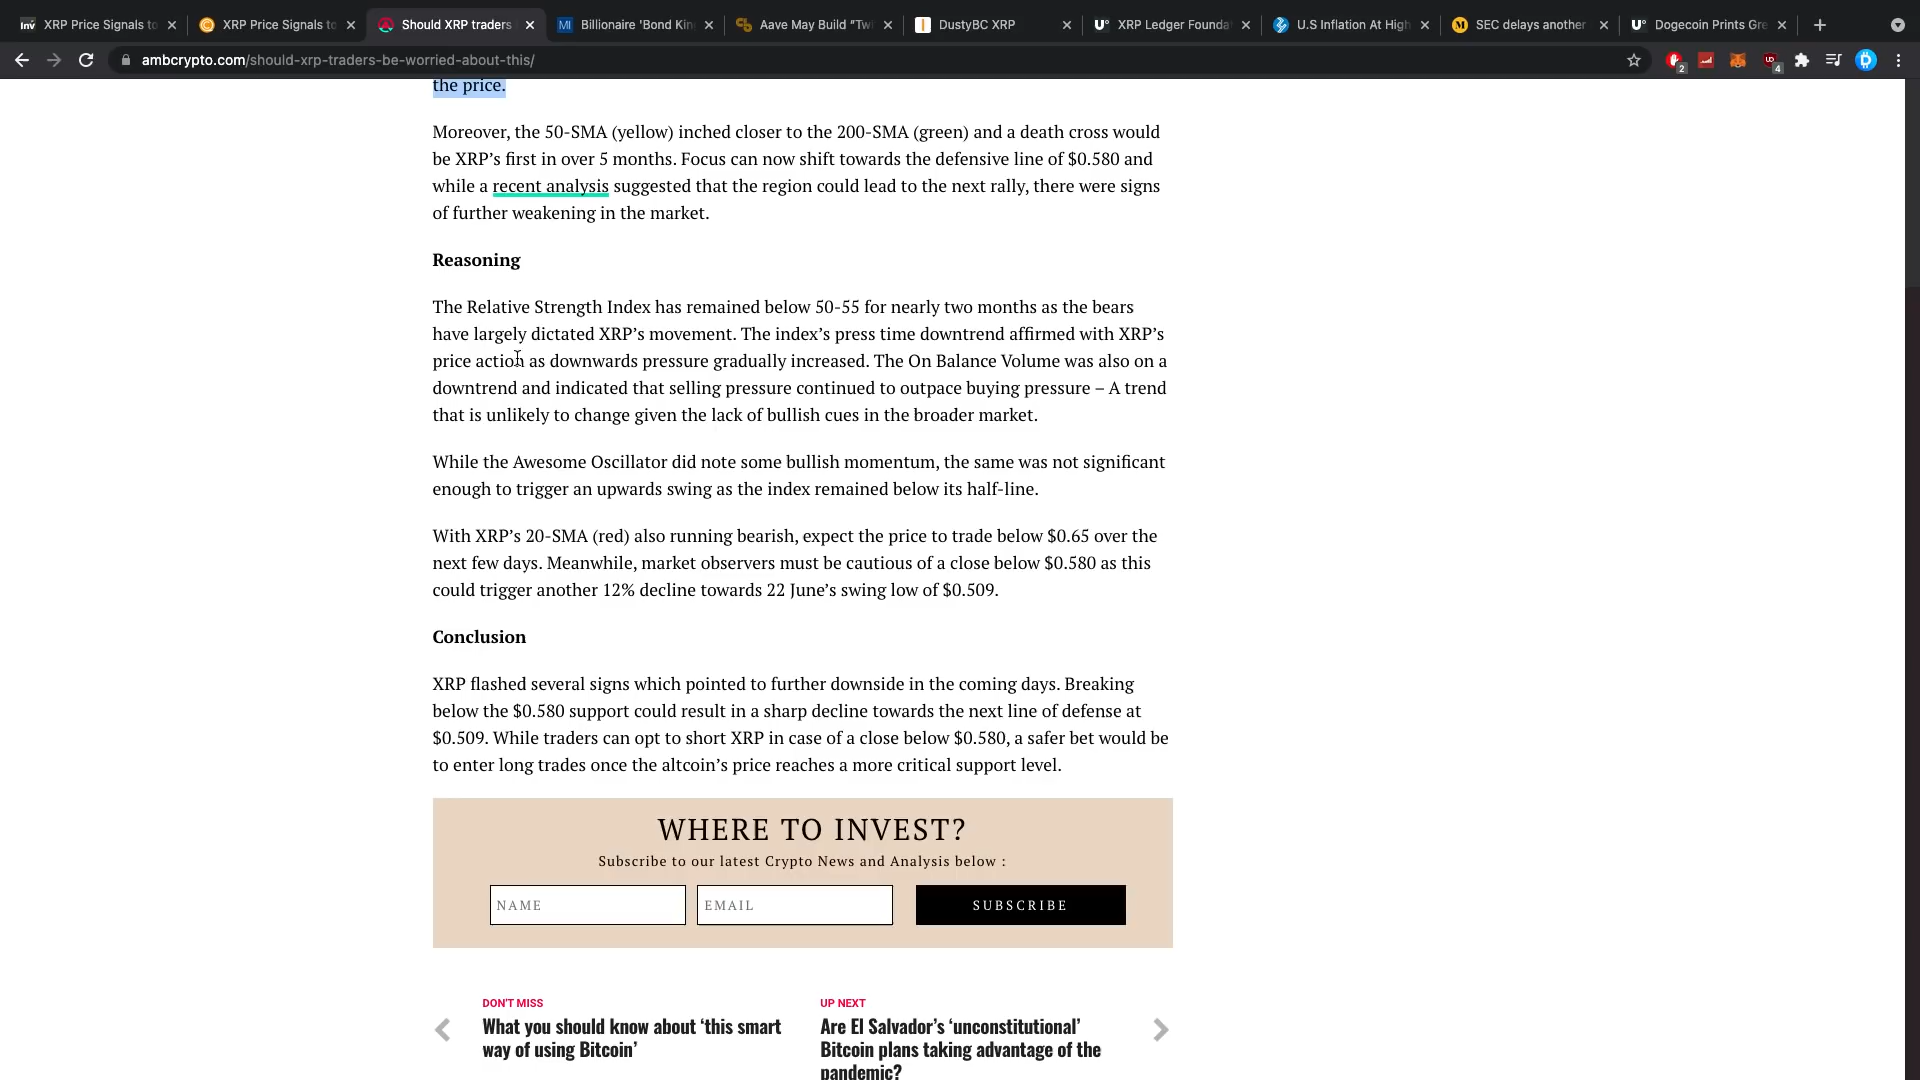 XRP Price Signals to
XRP Price Signals to
Should XRP traders
Billionaire 'Bond Kin
Aave May Build "Tw
DustyBC XRP
XRP Ledger Founda
U.S Inflation At High
SEC delays another
Dogecoin Prints Gre
ambcrypto.com/should-xrp-traders-be-worried-about-this/
the price.
Moreover, the 50-SMA (yellow) inched closer to the 200-SMA (green) and a death cross would
be XRP’s first in over 5 months. Focus can now shift towards the defensive line of $0.580 and
while a recent analysis suggested that the region could lead to the next rally, there were signs
of further weakening in the market.
Reasoning
The Relative Strength Index has remained below 50-55 for nearly two months as the bears
have largely dictated XRP’s movement. The index’s press time downtrend affirmed with XRP’s
price action as downwards pressure gradually increased. The On Balance Volume was also on a
downtrend and indicated that selling pressure continued to outpace buying pressure – A trend
that is unlikely to change given the lack of bullish cues in the broader market.
While the Awesome Oscillator did note some bullish momentum, the same was not significant
enough to trigger an upwards swing as the index remained below its half-line.
With XRP’s 20-SMA (red) also running bearish, expect the price to trade below $0.65 over the
next few days. Meanwhile, market observers must be cautious of a close below $0.580 as this
could trigger another 12% decline towards 22 June’s swing low of $0.509.
Conclusion
XRP flashed several signs which pointed to further downside in the coming days. Breaking
below the $0.580 support could result in a sharp decline towards the next line of defense at
$0.509. While traders can opt to short XRP in case of a close below $0.580, a safer bet would be
to enter long trades once the altcoin’s price reaches a more critical support level.
WHERE TO INVEST?
Subscribe to our latest Crypto News and Analysis below :
NAME
EMAIL
SUBSCRIBE
DON'T MISS
What you should know about ‘this smart
way of using Bitcoin’
UP NEXT
Are El Salvador’s ‘unconstitutional’
Bitcoin plans taking advantage of the
pandemic?